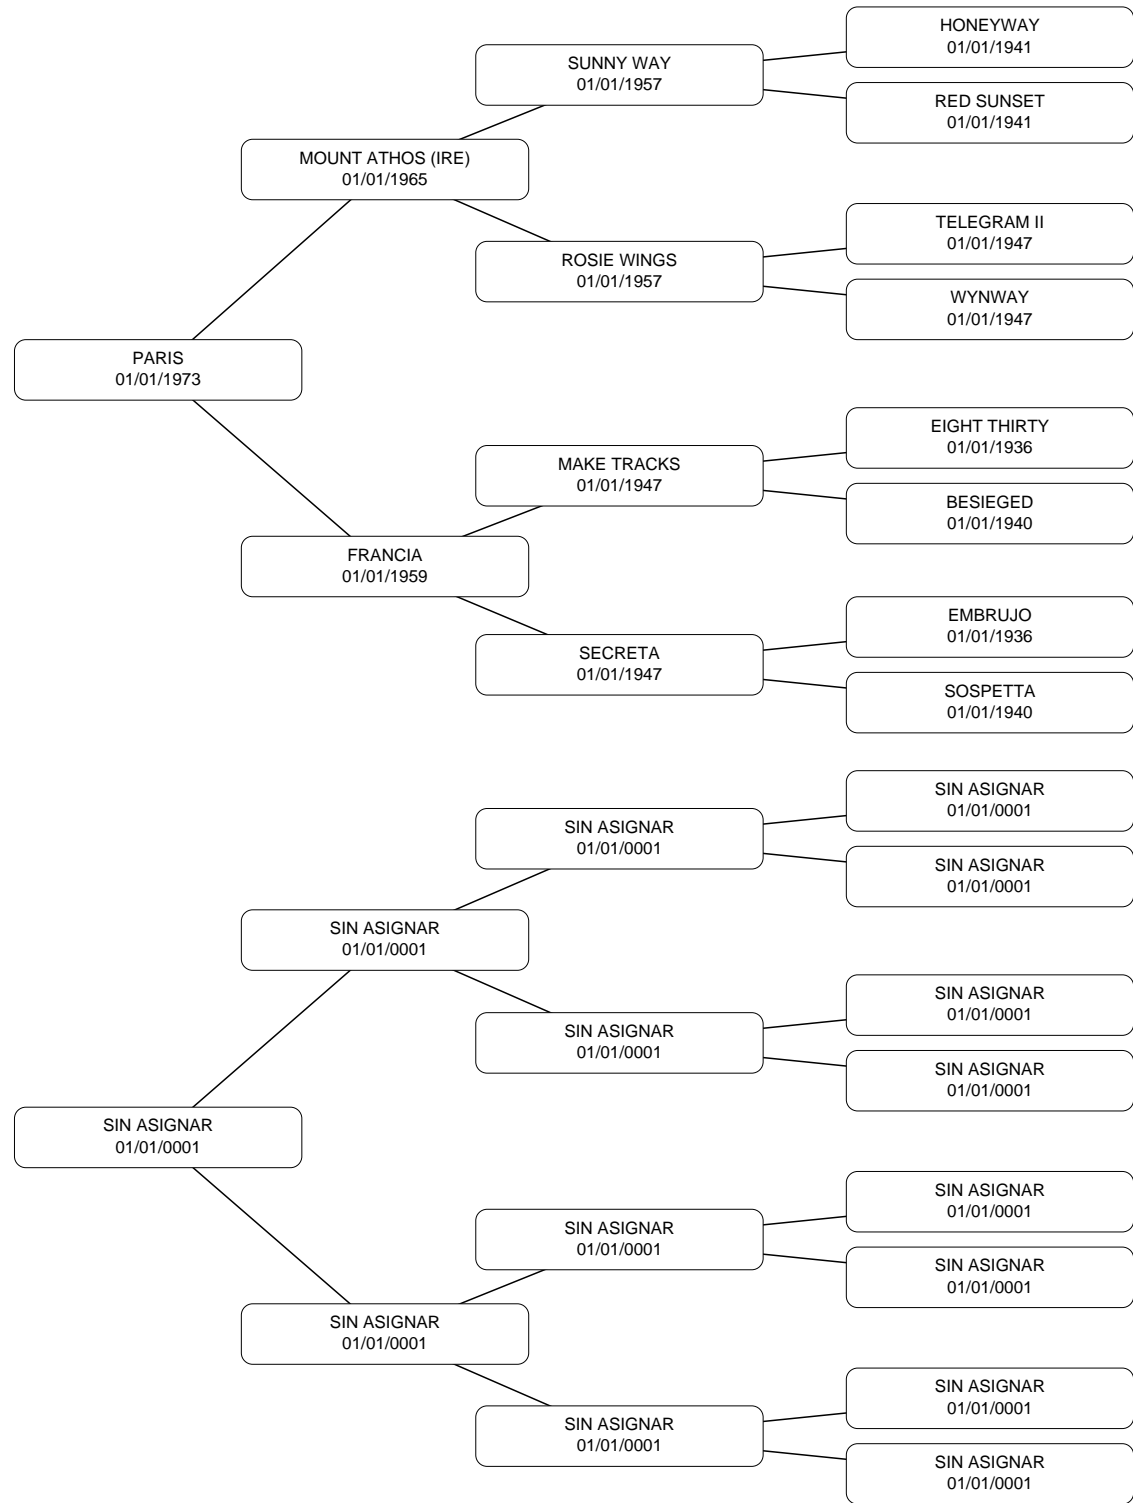 HONEYWAY
01/01/1941
SUNNY WAY
01/01/1957
RED SUNSET
01/01/1941
MOUNT ATHOS (IRE)
01/01/1965
TELEGRAM II
01/01/1947
ROSIE WINGS
01/01/1957
WYNWAY
01/01/1947
PARIS
01/01/1973
EIGHT THIRTY
01/01/1936
MAKE TRACKS
01/01/1947
BESIEGED
01/01/1940
FRANCIA
01/01/1959
EMBRUJO
01/01/1936
SECRETA
01/01/1947
SOSPETTA
01/01/1940
SIN ASIGNAR
01/01/0001
SIN ASIGNAR
01/01/0001
SIN ASIGNAR
01/01/0001
SIN ASIGNAR
01/01/0001
SIN ASIGNAR
01/01/0001
SIN ASIGNAR
01/01/0001
SIN ASIGNAR
01/01/0001
SIN ASIGNAR
01/01/0001
SIN ASIGNAR
01/01/0001
SIN ASIGNAR
01/01/0001
SIN ASIGNAR
01/01/0001
SIN ASIGNAR
01/01/0001
SIN ASIGNAR
01/01/0001
SIN ASIGNAR
01/01/0001
SIN ASIGNAR
01/01/0001